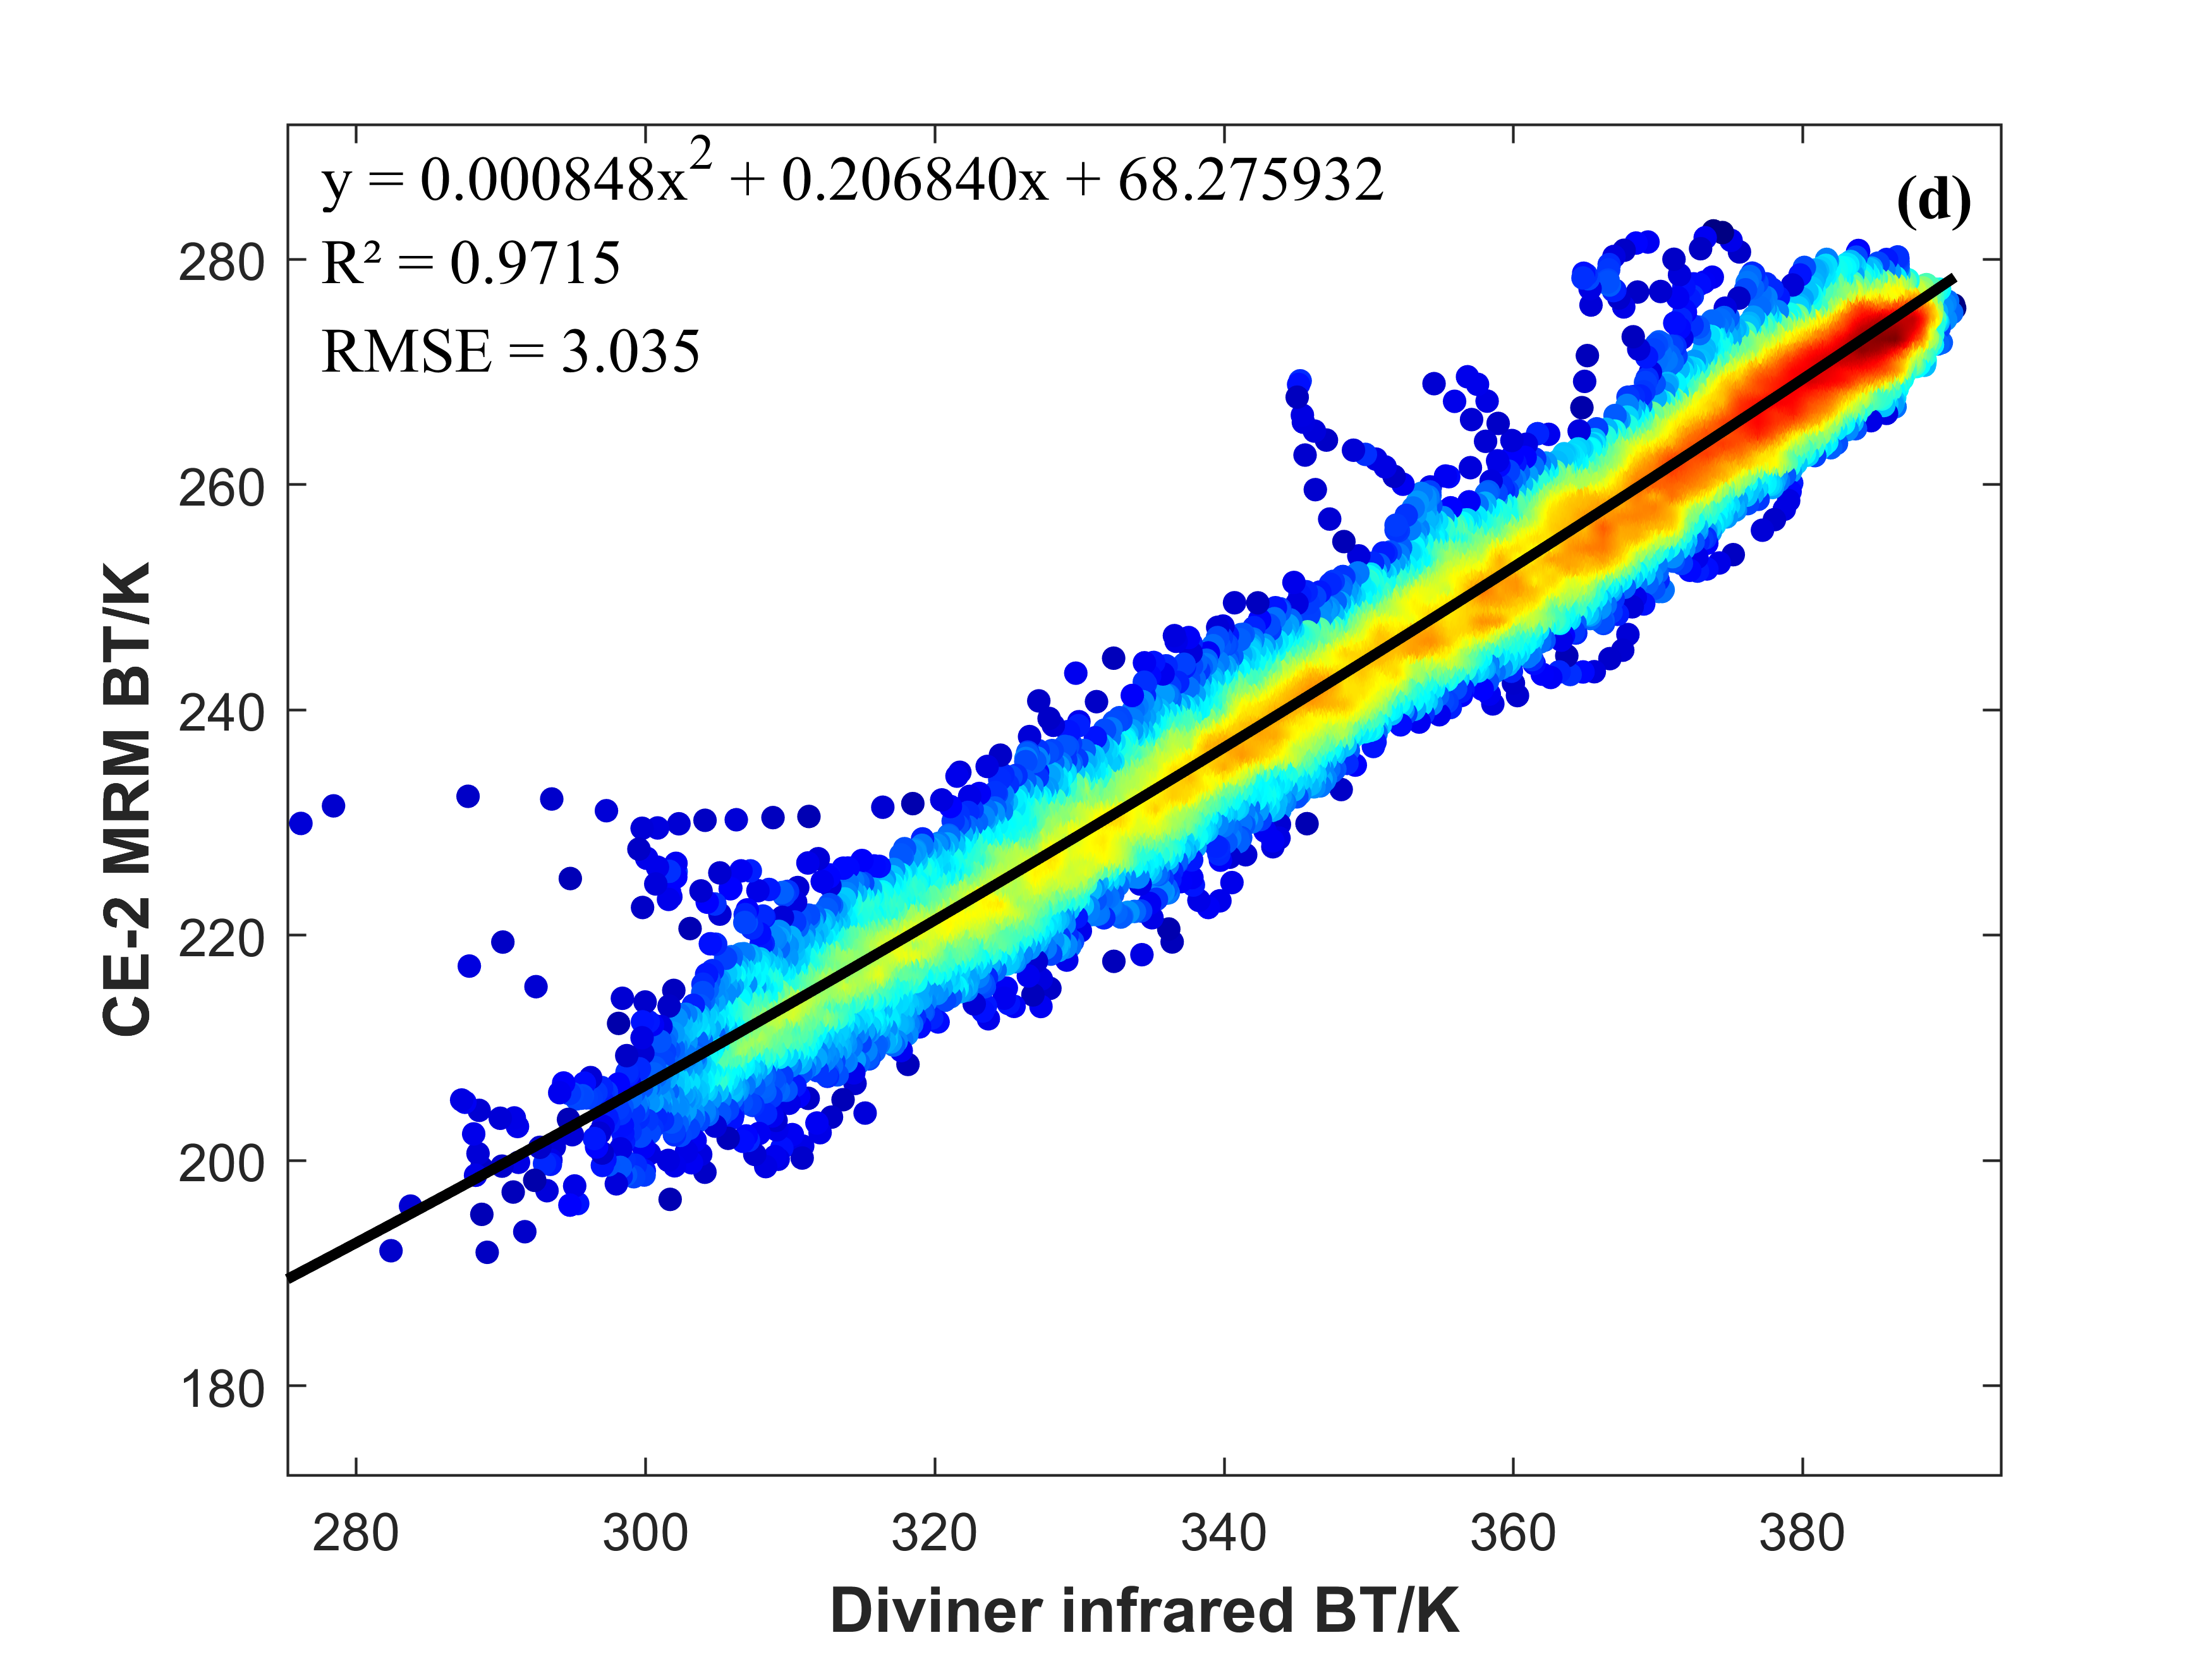 y = 0.000848x² + 0.206840x + 68.275932
(d)
R² = 0.9715
RMSE = 3.035
280
260
240
220
200
180
CE-2 MRM BT/K
280 300 320 340 360 380
Diviner infrared BT/K